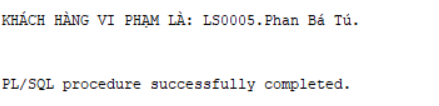 KHÁCH HÀNG VI PHẠM LÀ: LS0005.Phan Bá Tú.
PL/SQL procedure successfully completed.